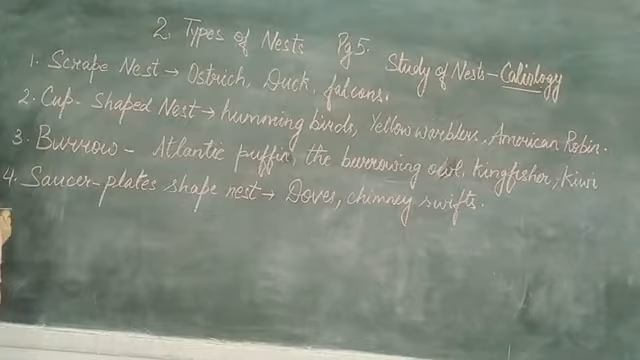 2. Types of Nests Pg 5. Study of Nests - Caliology
1. Scrape Nest → Ostrich, Duck, falcons.
2. Cup- Shaped Nest → humming birds, Yellow warblers, American Robin.
3. Burrow - Atlantic puffin, the burrowing owl, kingfisher, kiwi
4. Saucer-plates shape nest → Doves, chimney swifts.